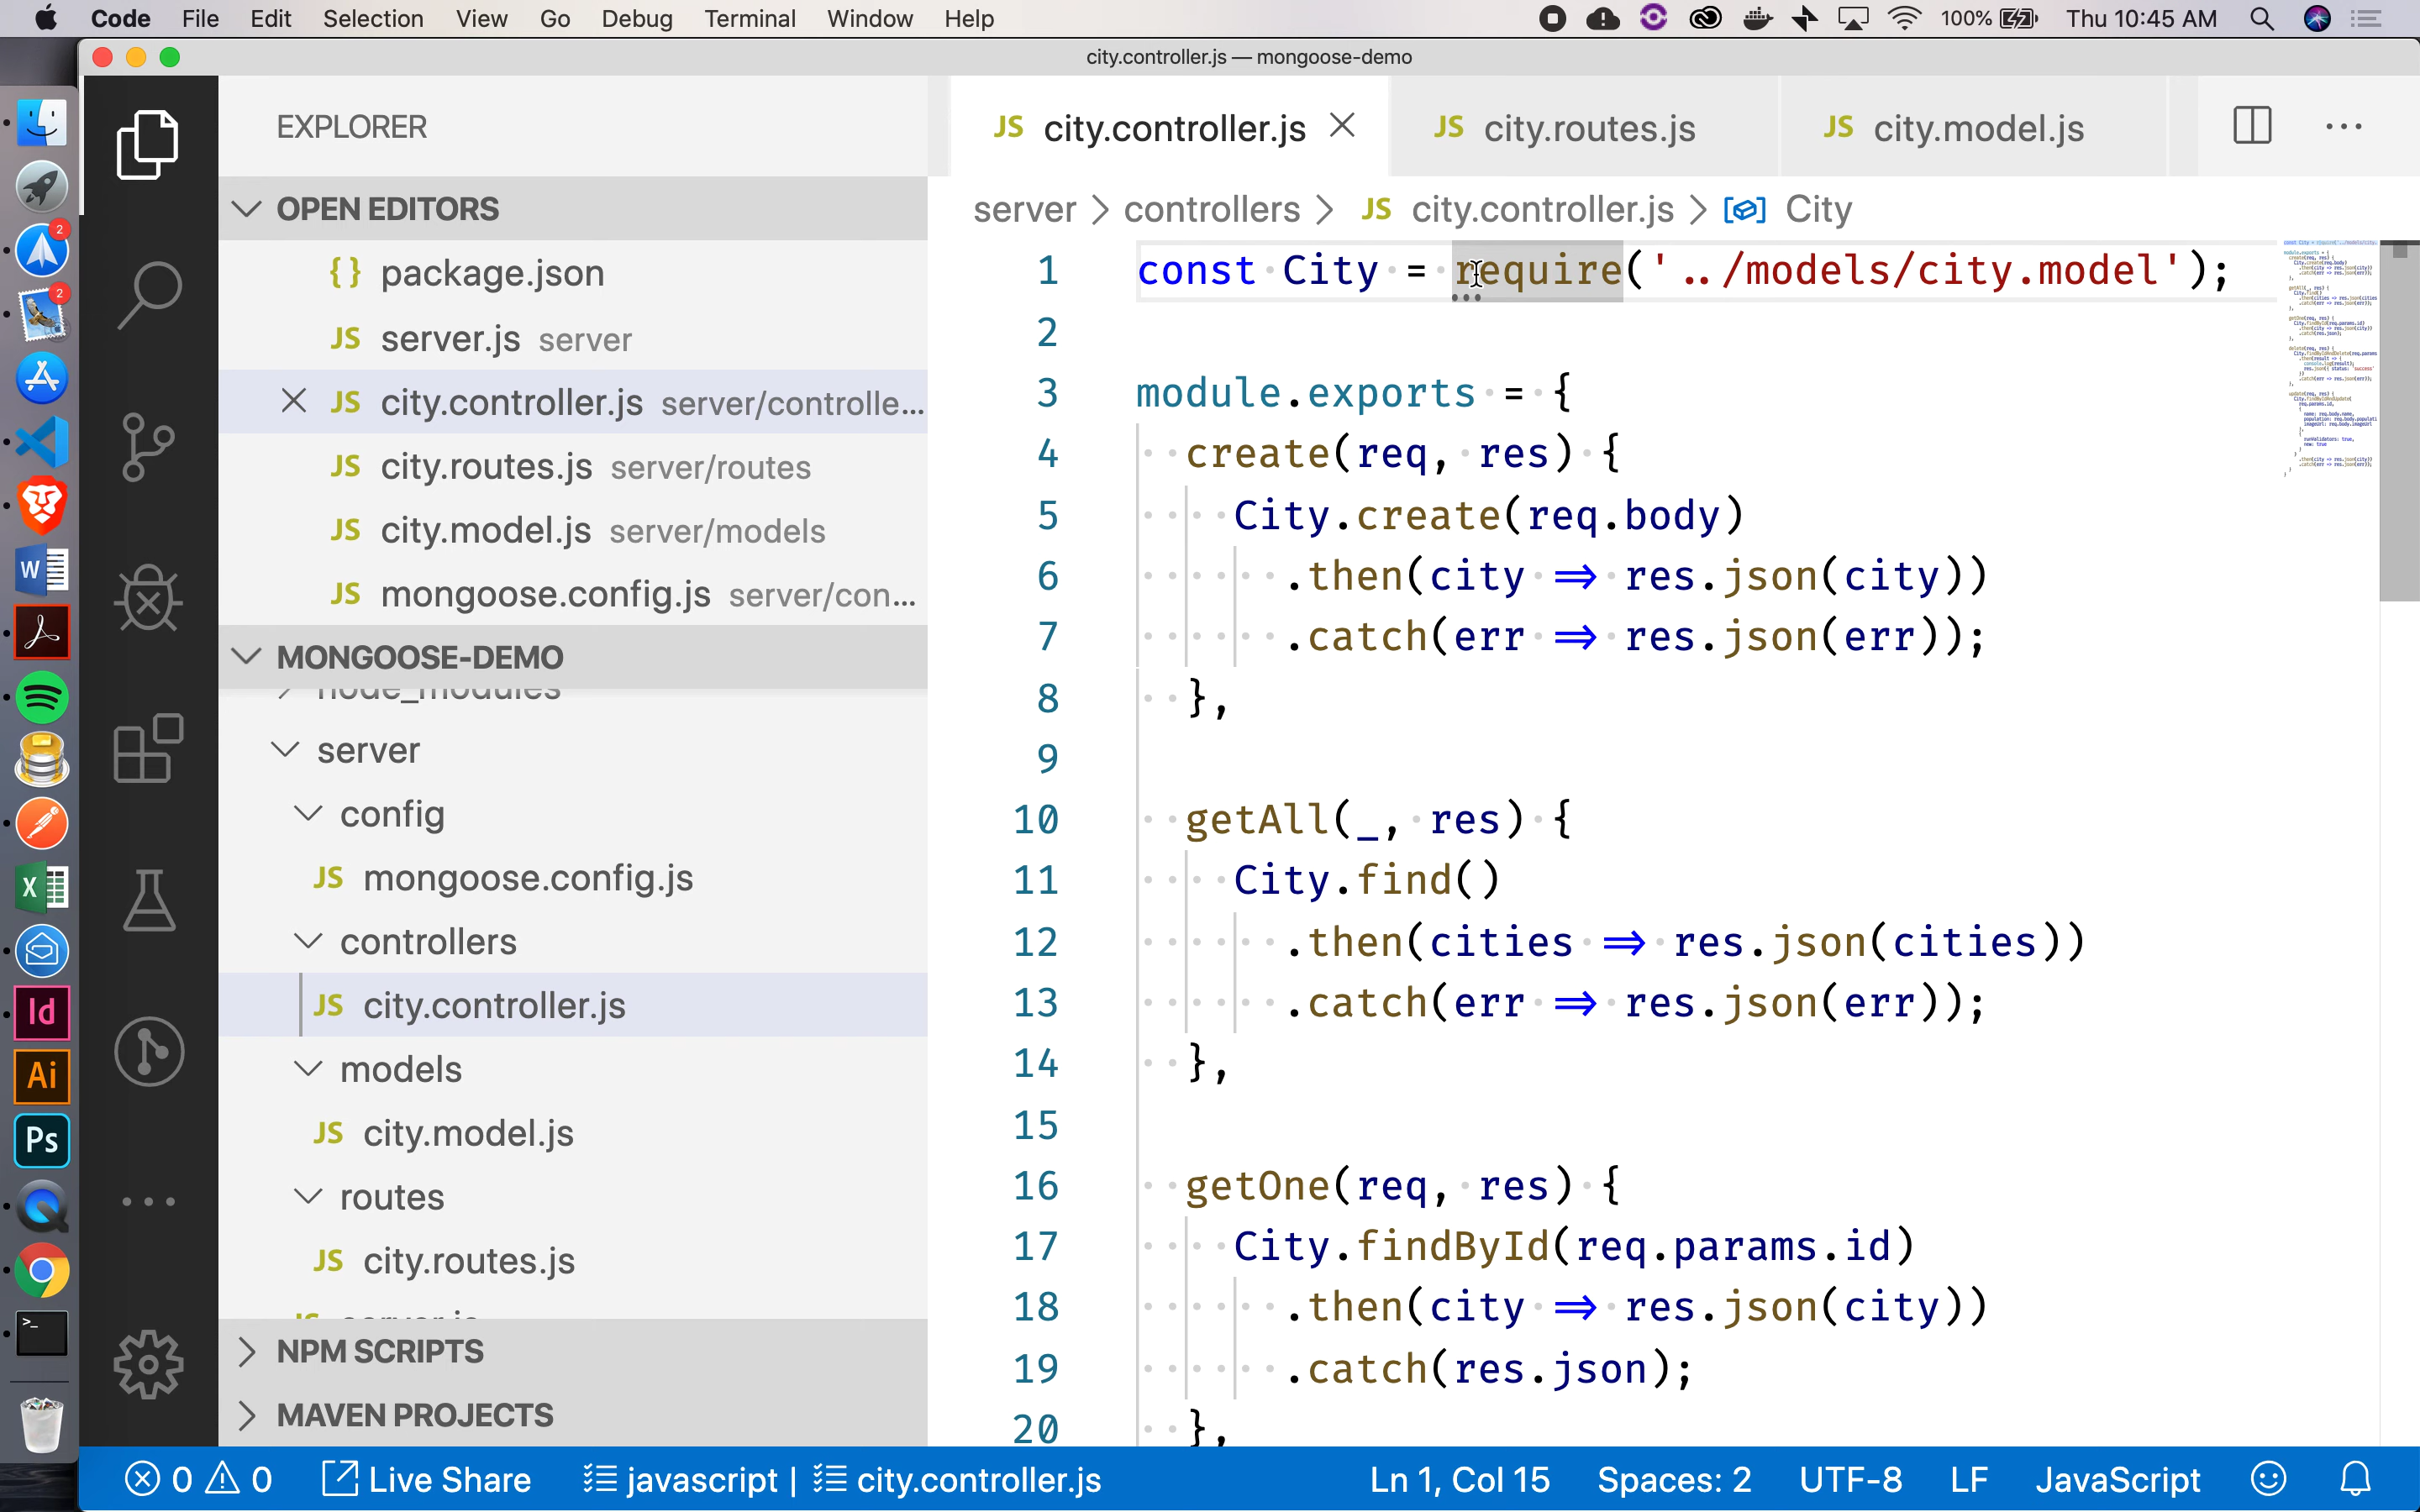 Code File Edit Selection View Go Debug Terminal Window Help 100% Thu 10:45 AM
city.controller.js — mongoose-demo
EXPLORER
JS city.controller.js
JS city.routes.js
JS city.model.js
OPEN EDITORS
{} package.json
JS server.js server
JS city.controller.js server/controlle...
JS city.routes.js server/routes
JS city.model.js server/models
JS mongoose.config.js server/con...
MONGOOSE-DEMO
node_modules
server
config
JS mongoose.config.js
controllers
JS city.controller.js
models
JS city.model.js
routes
JS city.routes.js
JS server.js
NPM SCRIPTS
MAVEN PROJECTS
server > controllers > JS city.controller.js > City
1 const City = require('../models/city.model');
2
3 module.exports = {
4 create(req, res) {
5 City.create(req.body)
6 .then(city => res.json(city))
7 .catch(err => res.json(err));
8 },
9
10 getAll(_, res) {
11 City.find()
12 .then(cities => res.json(cities))
13 .catch(err => res.json(err));
14 },
15
16 getOne(req, res) {
17 City.findById(req.params.id)
18 .then(city => res.json(city))
19 .catch(res.json);
20 },
2
2
W
X
Id
Ai
Ps
>_
0 0 Live Share javascript | city.controller.js Ln 1, Col 15 Spaces: 2 UTF-8 LF JavaScript